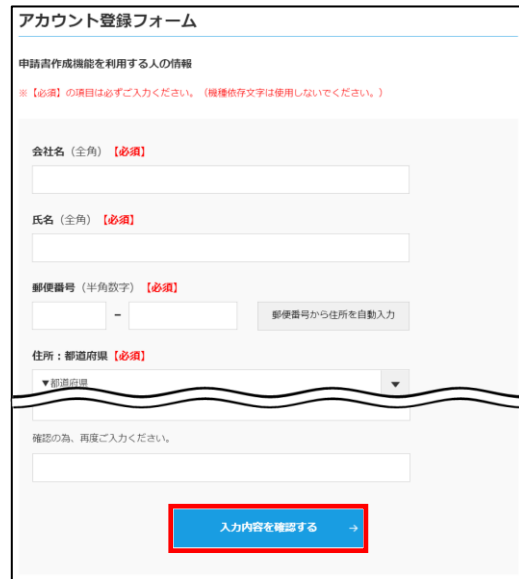 アカウント登録フォーム
申請書作成機能を利用する人の情報
※【必須】の項目は必ずご入力ください。（機種依存文字は使用しないでください。）
会社名（全角）【必須】
氏名（全角）【必須】
郵便番号（半角数字）【必須】
－ 郵便番号から住所を自動入力
住所：都道府県【必須】
▼都道府県 ▼
確認の為、再度ご入力ください。
入力内容を確認する →